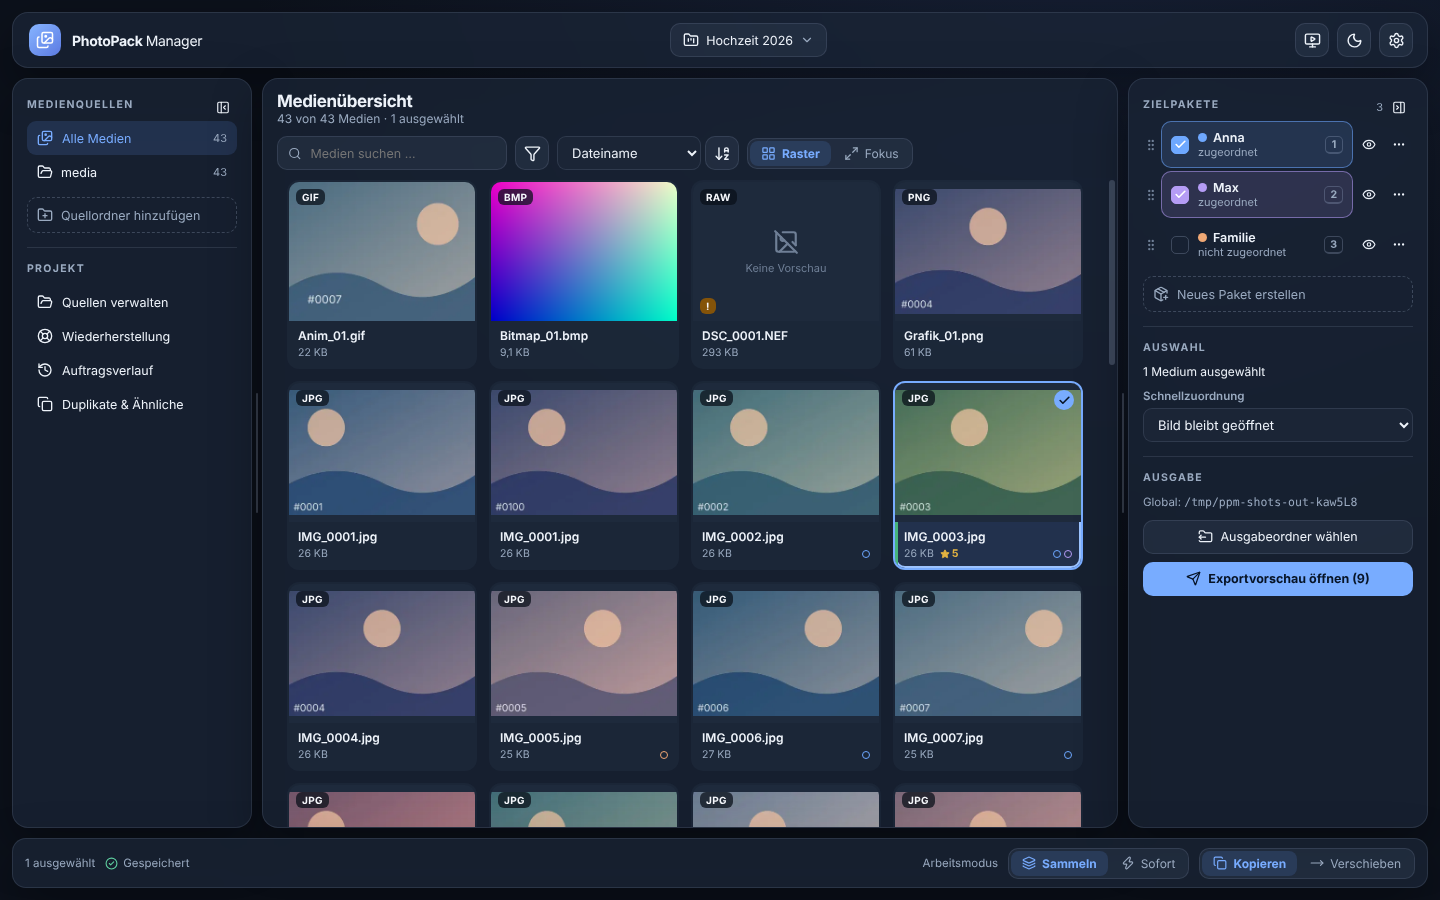 PhotoPack Manager
Hochzeit 2026
MEDIENQUELLEN
Alle Medien 43
media 43
Quellordner hinzufügen
PROJEKT
Quellen verwalten
Wiederherstellung
Auftragsverlauf
Duplikate & Ähnliche
Medienübersicht
43 von 43 Medien · 1 ausgewählt
Medien suchen ...
Dateiname
Raster
Fokus
GIF
#0007
Anim_01.gif
22 KB
BMP
Bitmap_01.bmp
9,1 KB
RAW
Keine Vorschau
!
DSC_0001.NEF
293 KB
PNG
#0004
Grafik_01.png
61 KB
JPG
#0001
IMG_0001.jpg
26 KB
JPG
#0100
IMG_0001.jpg
26 KB
JPG
#0002
IMG_0002.jpg
26 KB
JPG
#0003
IMG_0003.jpg
26 KB 5
JPG
#0004
IMG_0004.jpg
26 KB
JPG
#0005
IMG_0005.jpg
25 KB
JPG
#0006
IMG_0006.jpg
27 KB
JPG
#0007
IMG_0007.jpg
25 KB
JPG
JPG
JPG
JPG
ZIELPAKETE 3
Anna
zugeordnet
1
Max
zugeordnet
2
Familie
nicht zugeordnet
3
Neues Paket erstellen
AUSWAHL
1 Medium ausgewählt
Schnellzuordnung
Bild bleibt geöffnet
AUSGABE
Global: /tmp/ppm-shots-out-kaw5L8
Ausgabeordner wählen
Exportvorschau öffnen (9)
1 ausgewählt
Gespeichert
Arbeitsmodus
Sammeln
Sofort
Kopieren
Verschieben